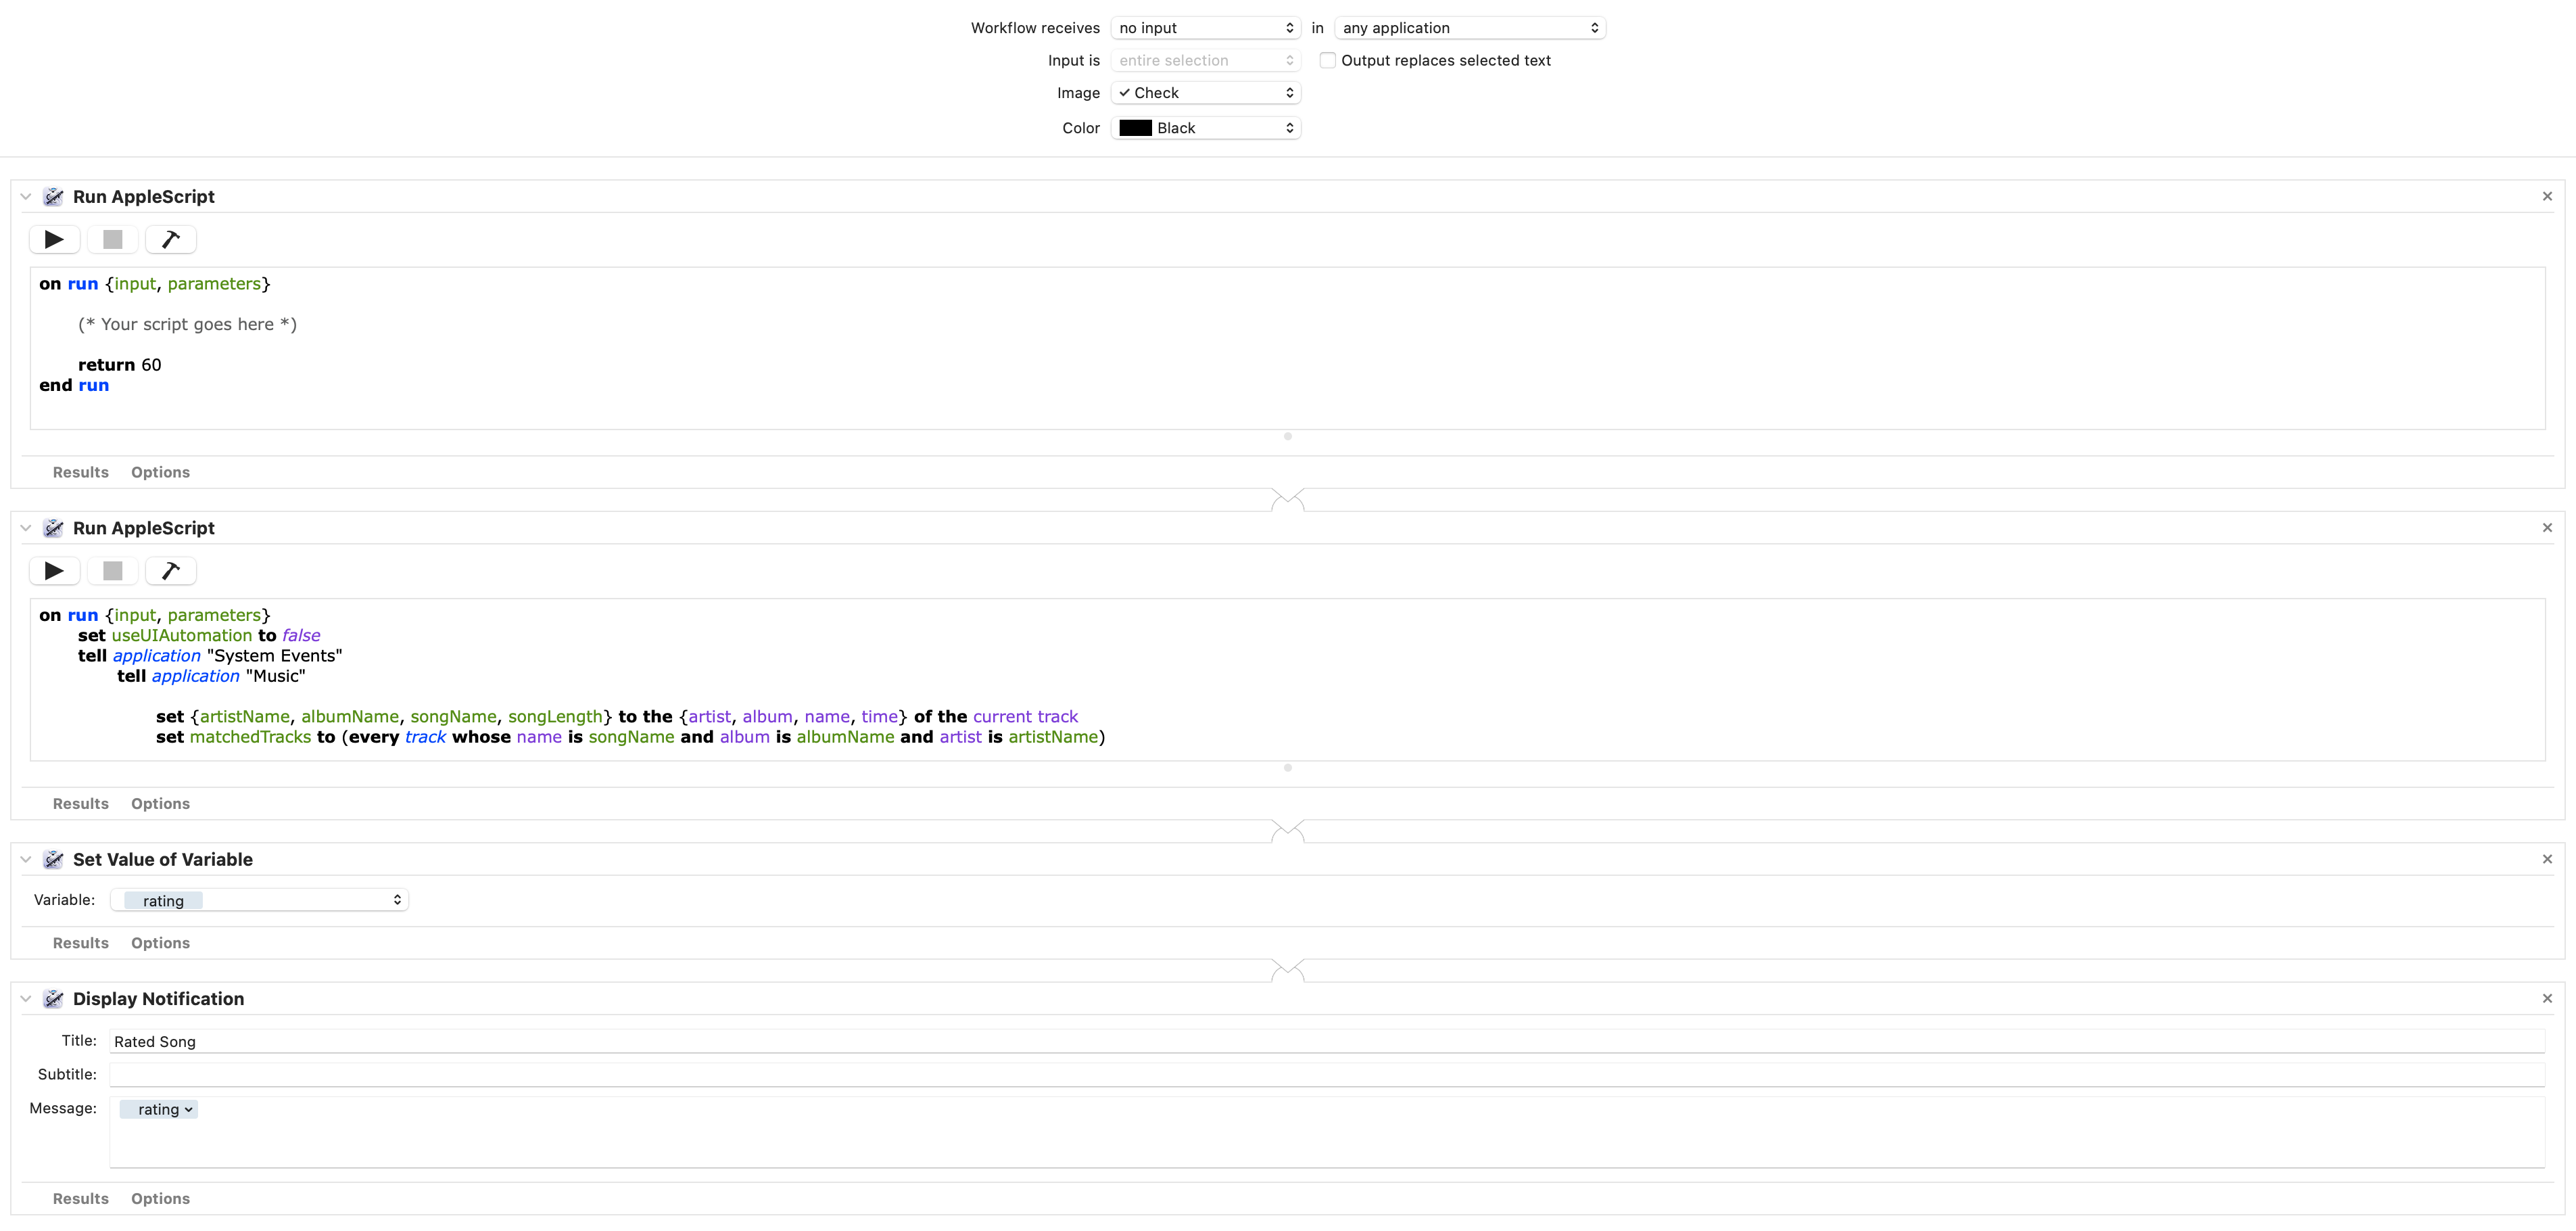 Workflow receives no input in any application
Input is entire selection Output replaces selected text
Image Check
Color Black
Run AppleScript
on run {input, parameters}
(* Your script goes here *)
return 60
end run
Results Options
Run AppleScript
on run {input, parameters}
set useUIAutomation to false
tell application "System Events"
tell application "Music"
set {artistName, albumName, songName, songLength} to the {artist, album, name, time} of the current track
set matchedTracks to (every track whose name is songName and album is albumName and artist is artistName)
Results Options
Set Value of Variable
Variable: rating
Results Options
Display Notification
Title: Rated Song
Subtitle:
Message: rating
Results Options